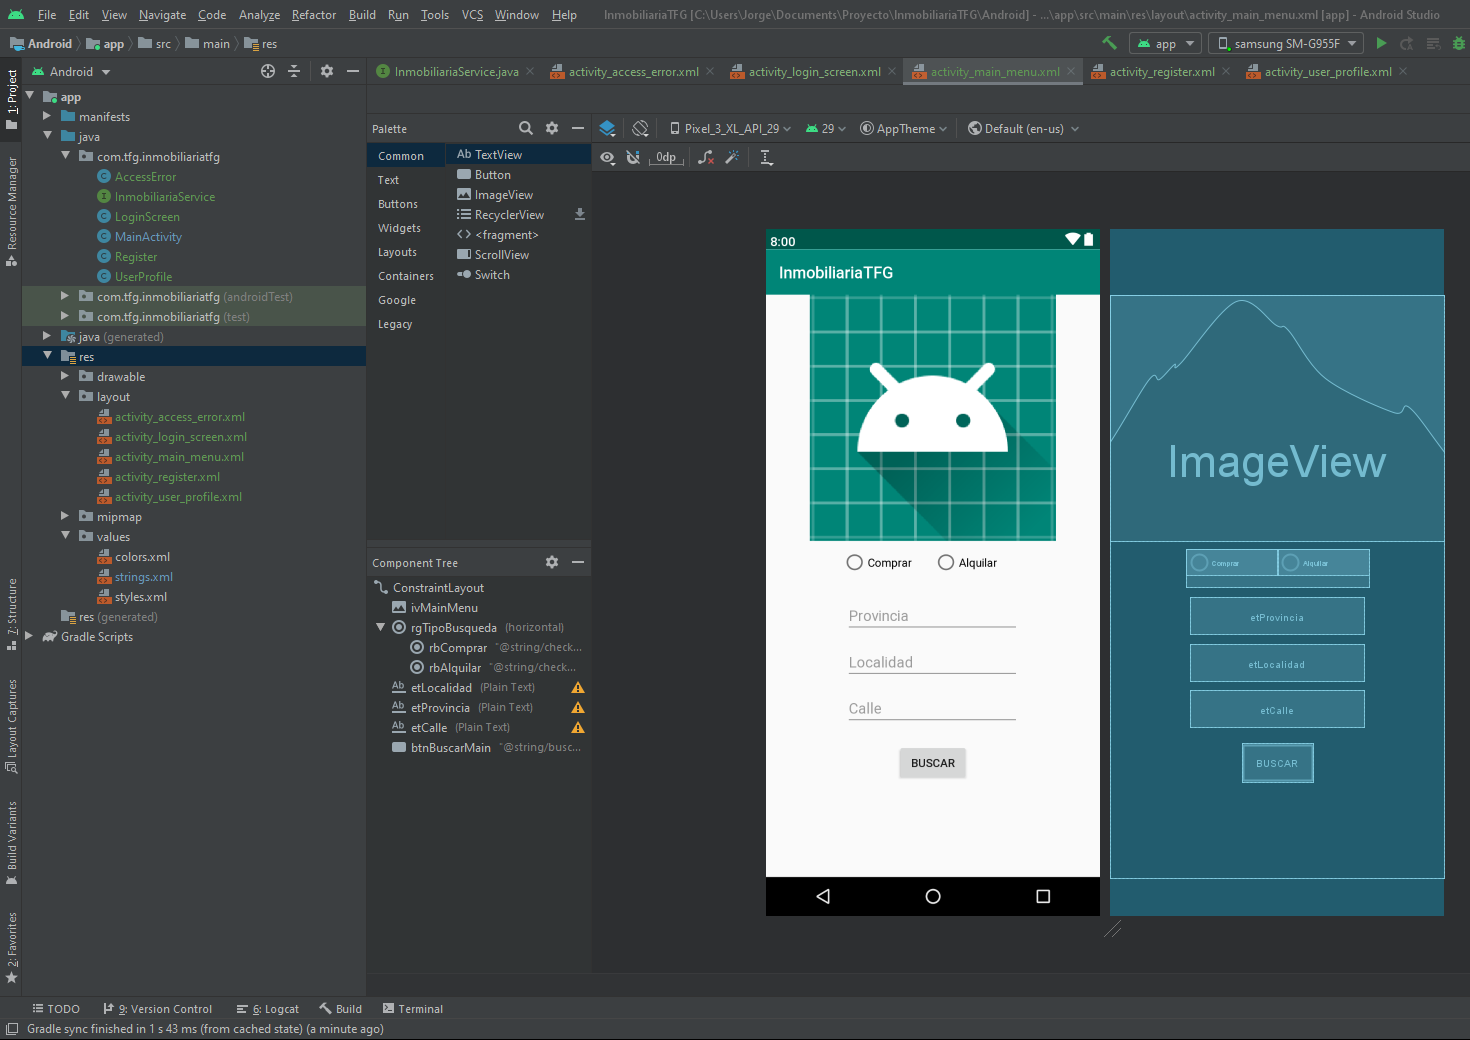 File Edit View Navigate Code Analyze Refactor Build Run Tools VCS Window Help InmobiliariaTFG [C:\Users\Jorge\Documents\Proyecto\InmobiliariaTFG\Android] - ...\app\src\main\res\layout\activity_main_menu.xml [app] - Android Studio
Android app src main res app samsung SM-G955F
1: Project
Resource Manager
7: Structure
Layout Captures
Build Variants
2: Favorites
Android
app
manifests
java
com.tfg.inmobiliariatfg
AccessError
InmobiliariaService
LoginScreen
MainActivity
Register
UserProfile
com.tfg.inmobiliariatfg (androidTest)
com.tfg.inmobiliariatfg (test)
java (generated)
res
drawable
layout
activity_access_error.xml
activity_login_screen.xml
activity_main_menu.xml
activity_register.xml
activity_user_profile.xml
mipmap
values
colors.xml
strings.xml
styles.xml
res (generated)
Gradle Scripts
InmobiliariaService.java activity_access_error.xml activity_login_screen.xml activity_main_menu.xml activity_register.xml activity_user_profile.xml
Palette
Common
Text
Buttons
Widgets
Layouts
Containers
Google
Legacy
Ab TextView
Button
ImageView
RecyclerView
<> <fragment>
ScrollView
Switch
Pixel_3_XL_API_29 29 AppTheme Default (en-us)
0dp
Component Tree
ConstraintLayout
ivMainMenu
rgTipoBusqueda (horizontal)
rbComprar "@string/check...
rbAlquilar "@string/check...
Ab etLocalidad (Plain Text)
Ab etProvincia (Plain Text)
Ab etCalle (Plain Text)
btnBuscarMain "@string/busc...
8:00
InmobiliariaTFG
Comprar Alquilar
Provincia
Localidad
Calle
BUSCAR
ImageView
Comprar Alquilar
etProvincia
etLocalidad
etCalle
BUSCAR
TODO 9: Version Control 6: Logcat Build Terminal
Gradle sync finished in 1 s 43 ms (from cached state) (a minute ago)